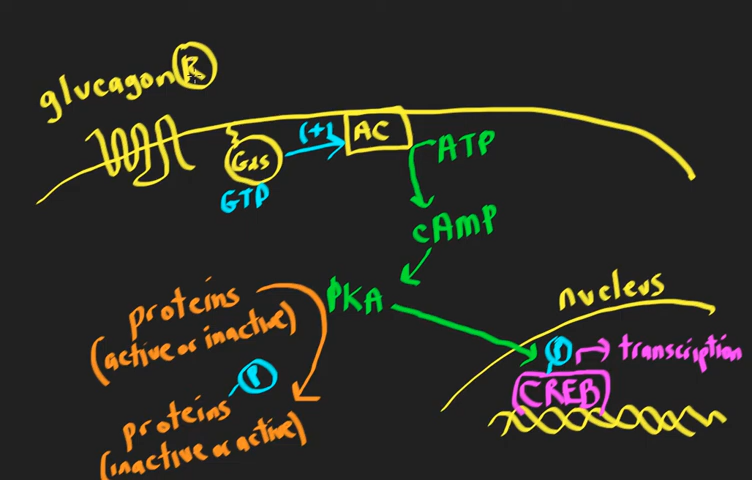 glucagon R
Gαs
GTP
(+)
AC
ATP
cAMP
PKA
proteins
(active or inactive)
P
proteins
(inactive or active)
nucleus
P
transcription
CREB